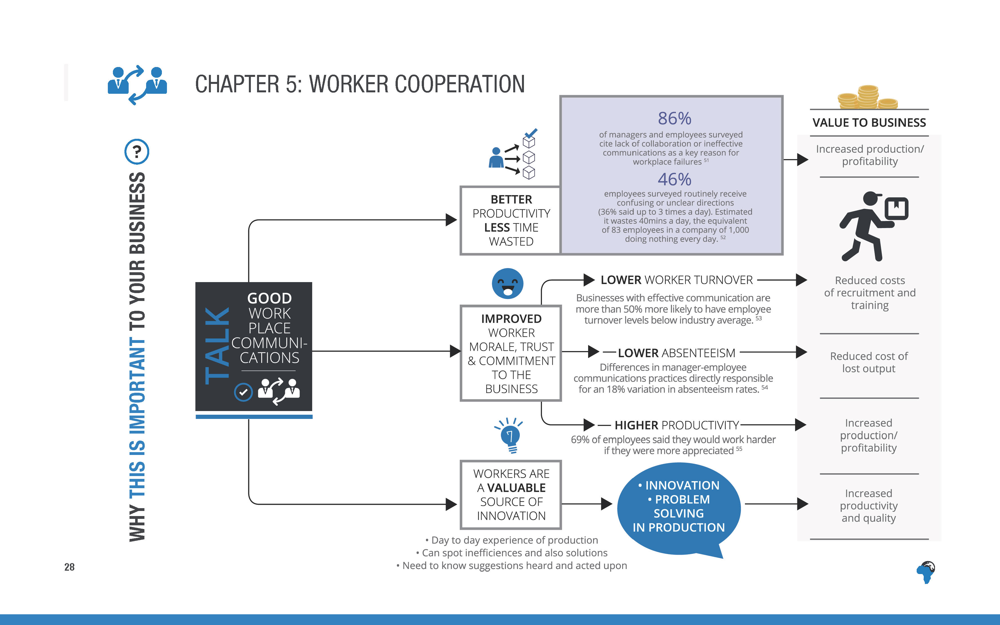 CHAPTER 5: WORKER COOPERATION
WHY THIS IS IMPORTANT TO YOUR BUSINESS ?
TALK
GOOD
WORK
PLACE
COMMUNI-
CATIONS
BETTER
PRODUCTIVITY
LESS TIME
WASTED
86%
of managers and employees surveyed
cite lack of collaboration or ineffective
communications as a key reason for
workplace failures 51
46%
employees surveyed routinely receive
confusing or unclear directions
(36% said up to 3 times a day). Estimated
it wastes 40mins a day, the equivalent
of 83 employees in a company of 1,000
doing nothing every day. 52
IMPROVED
WORKER
MORALE, TRUST
& COMMITMENT
TO THE
BUSINESS
LOWER WORKER TURNOVER
Businesses with effective communication are
more than 50% more likely to have employee
turnover levels below industry average. 53
LOWER ABSENTEEISM
Differences in manager-employee
communications practices directly responsible
for an 18% variation in absenteeism rates. 54
HIGHER PRODUCTIVITY
69% of employees said they would work harder
if they were more appreciated 55
WORKERS ARE
A VALUABLE
SOURCE OF
INNOVATION
• Day to day experience of production
• Can spot inefficiences and also solutions
• Need to know suggestions heard and acted upon
• INNOVATION
• PROBLEM
SOLVING
IN PRODUCTION
VALUE TO BUSINESS
Increased production/
profitability
Reduced costs
of recruitment and
training
Reduced cost of
lost output
Increased
production/
profitability
Increased
productivity
and quality
28